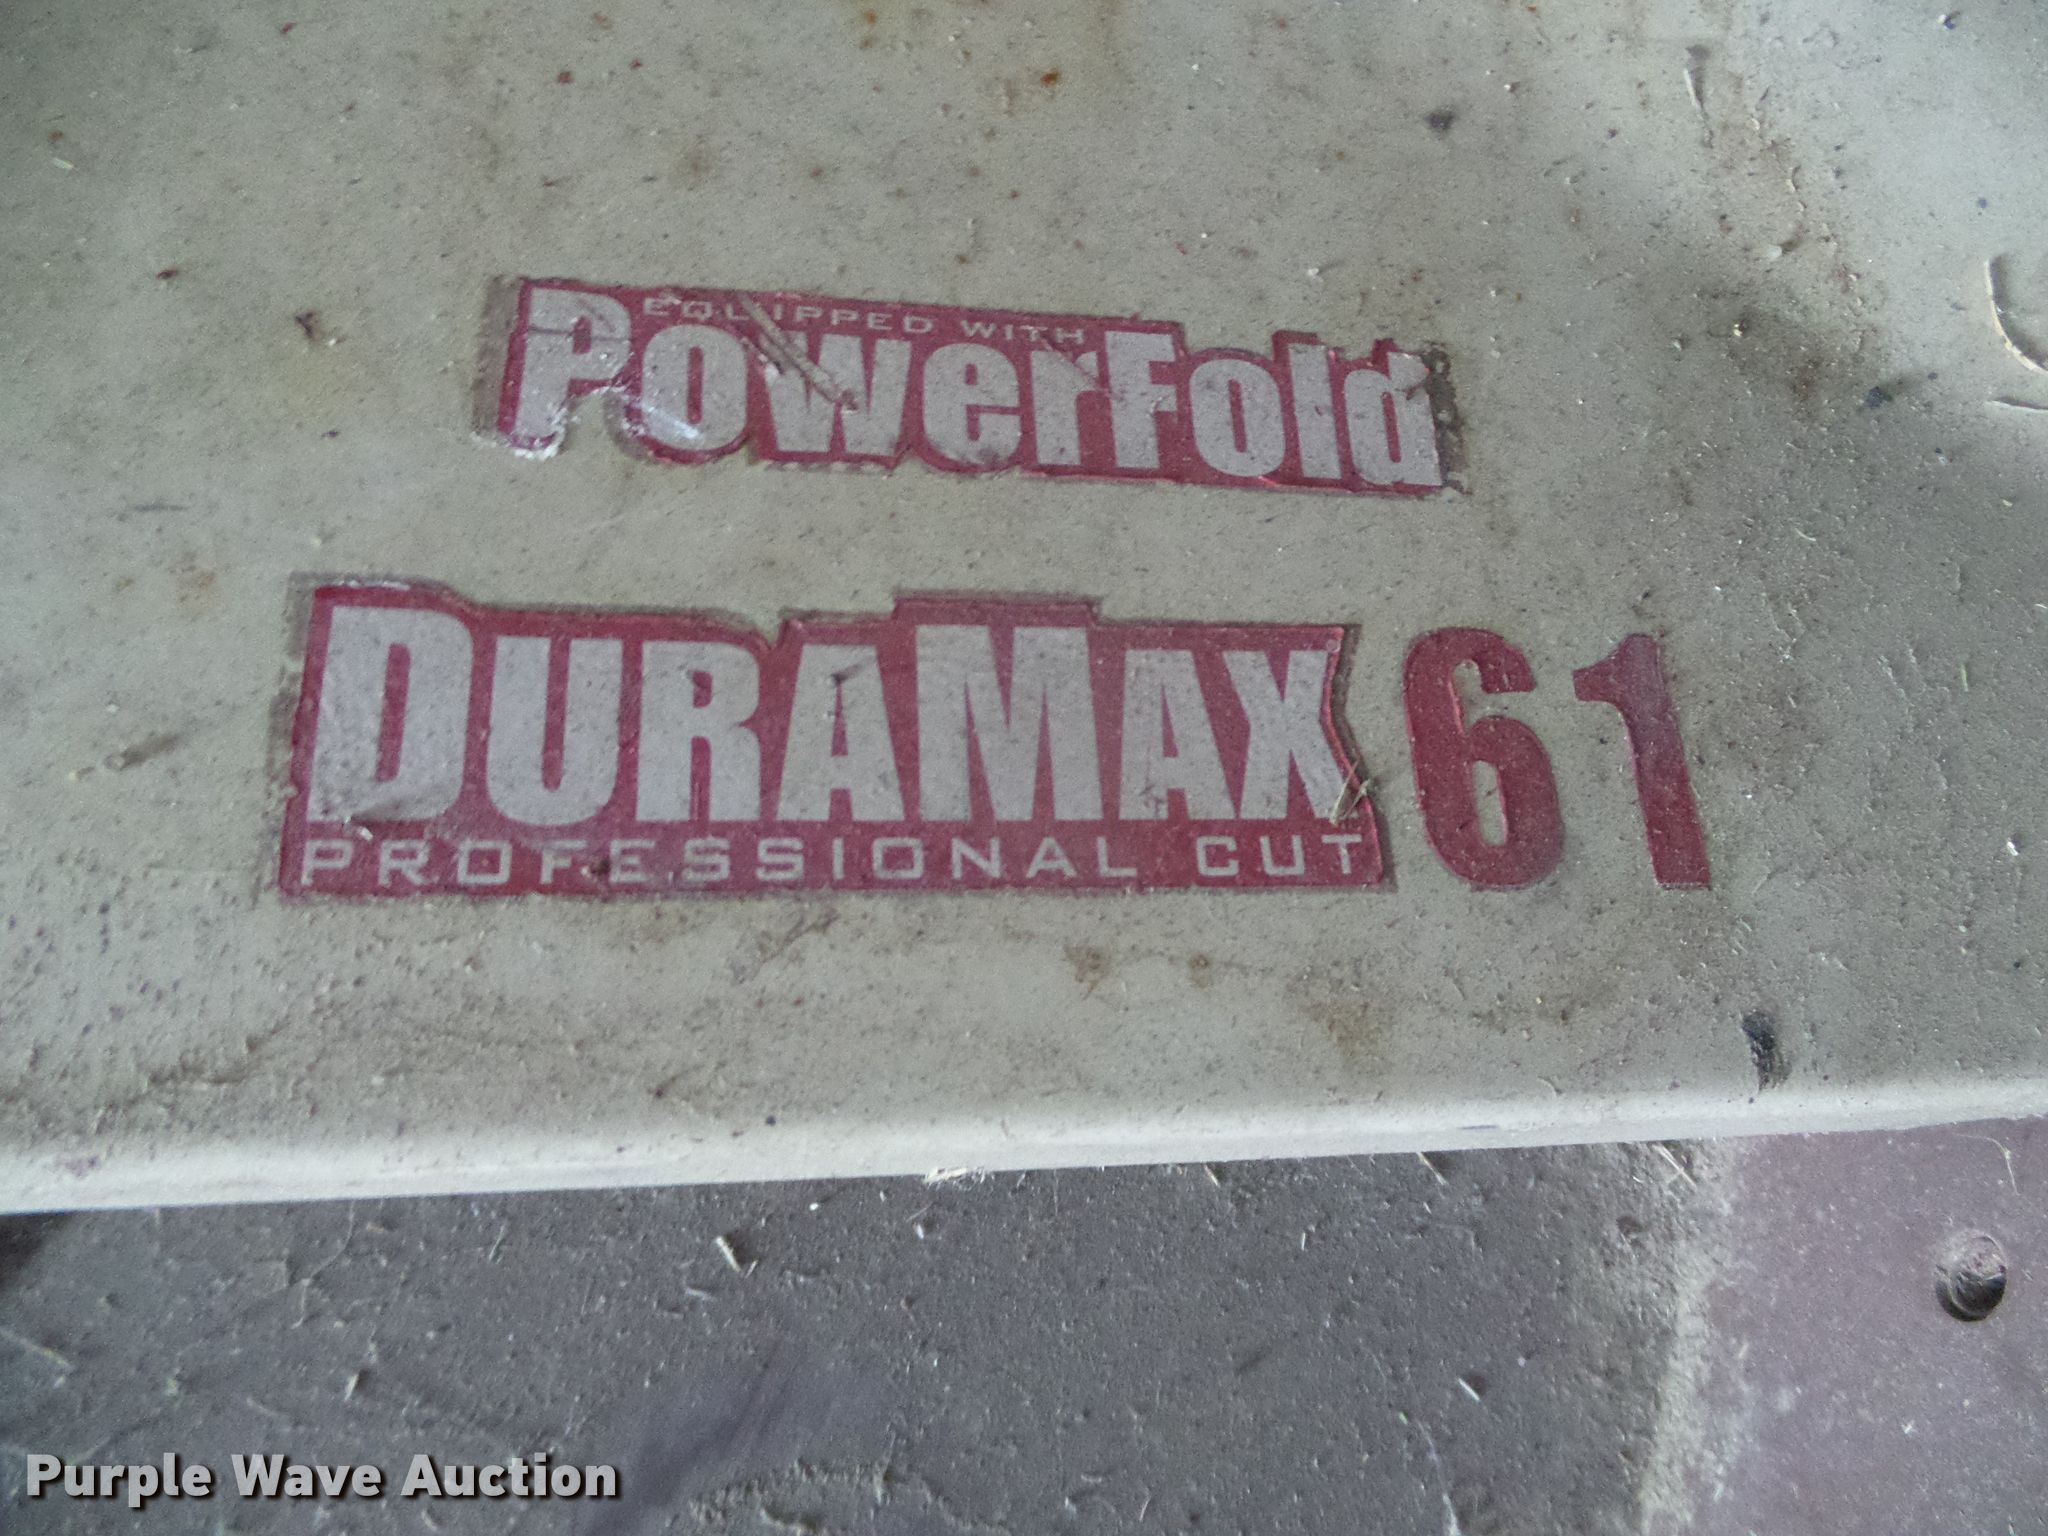 EQUIPPED WITH
PowerFold
DURAMAX 61
PROFESSIONAL CUT
Purple Wave Auction